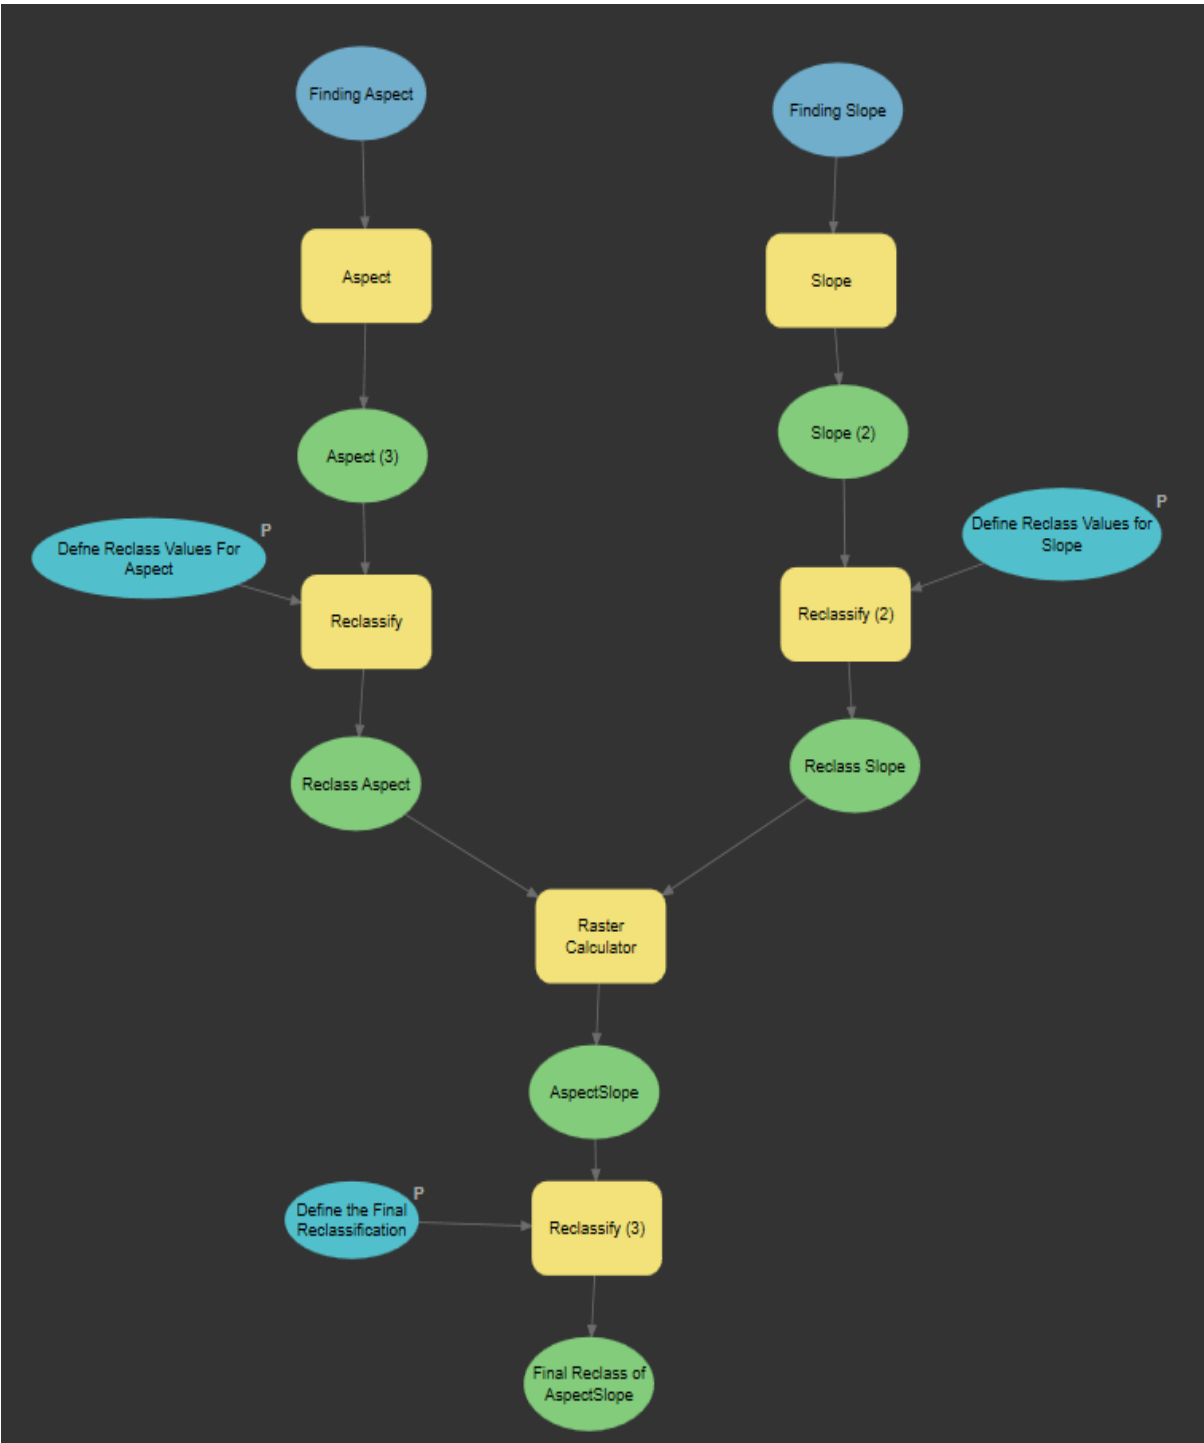 Finding Aspect
Finding Slope
Aspect
Slope
Aspect (3)
Slope (2)
P
Defne Reclass Values For
Aspect
P
Define Reclass Values for
Slope
Reclassify
Reclassify (2)
Reclass Aspect
Reclass Slope
Raster
Calculator
AspectSlope
P
Define the Final
Reclassification
Reclassify (3)
Final Reclass of
AspectSlope